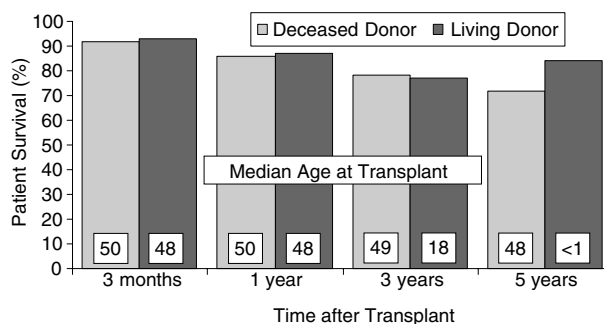 100
90
80
70
60
50
40
30
20
10
0
Patient Survival (%)
Deceased Donor Living Donor
Median Age at Transplant
50 48 50 48 49 18 48 <1
3 months 1 year 3 years 5 years
Time after Transplant